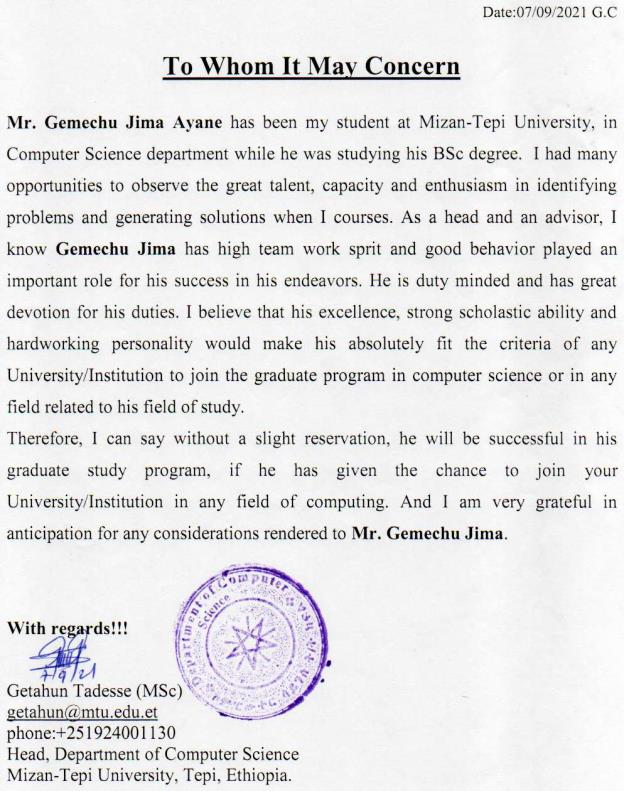 Date:07/09/2021 G.C
To Whom It May Concern
Mr. Gemechu Jima Ayane has been my student at Mizan-Tepi University, in
Computer Science department while he was studying his BSc degree. I had many
opportunities to observe the great talent, capacity and enthusiasm in identifying
problems and generating solutions when I courses. As a head and an advisor, I
know Gemechu Jima has high team work sprit and good behavior played an
important role for his success in his endeavors. He is duty minded and has great
devotion for his duties. I believe that his excellence, strong scholastic ability and
hardworking personality would make his absolutely fit the criteria of any
University/Institution to join the graduate program in computer science or in any
field related to his field of study.
Therefore, I can say without a slight reservation, he will be successful in his
graduate study program, if he has given the chance to join your
University/Institution in any field of computing. And I am very grateful in
anticipation for any considerations rendered to Mr. Gemechu Jima.
Department of Computer
Science
With regards!!!
7/9/21
Getahun Tadesse (MSc)
getahun@mtu.edu.et
phone:+251924001130
Head, Department of Computer Science
Mizan-Tepi University, Tepi, Ethiopia.